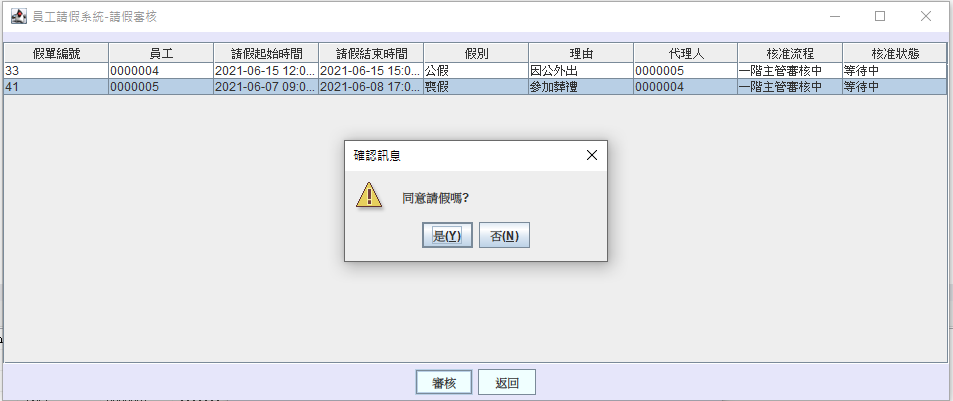 員工請假系統-請假審核
假單編號 員工 請假起始時間 請假結束時間 假別 理由 代理人 核准流程 核准狀態
33 0000004 2021-06-15 12:0... 2021-06-15 15:0... 公假 因公外出 0000005 一階主管審核中 等待中
41 0000005 2021-06-07 09:0... 2021-06-08 17:0... 喪假 參加葬禮 0000004 一階主管審核中 等待中
確認訊息
同意請假嗎?
是(Y) 否(N)
審核 返回